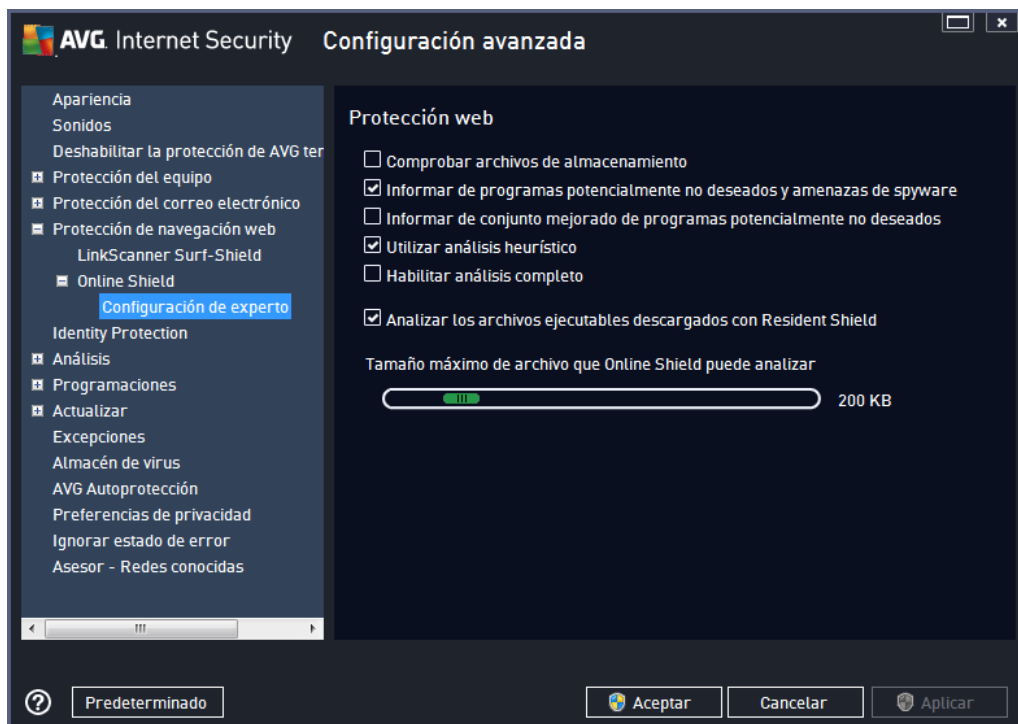 AVG. Internet Security Configuración avanzada
Apariencia
Sonidos
Deshabilitar la protección de AVG ter
Protección del equipo
Protección del correo electrónico
Protección de navegación web
LinkScanner Surf-Shield
Online Shield
Configuración de experto
Identity Protection
Análisis
Programaciones
Actualizar
Excepciones
Almacén de virus
AVG Autoprotección
Preferencias de privacidad
Ignorar estado de error
Asesor - Redes conocidas
Protección web
Comprobar archivos de almacenamiento
Informar de programas potencialmente no deseados y amenazas de spyware
Informar de conjunto mejorado de programas potencialmente no deseados
Utilizar análisis heurístico
Habilitar análisis completo
Analizar los archivos ejecutables descargados con Resident Shield
Tamaño máximo de archivo que Online Shield puede analizar
200 KB
? Predeterminado Aceptar Cancelar Aplicar